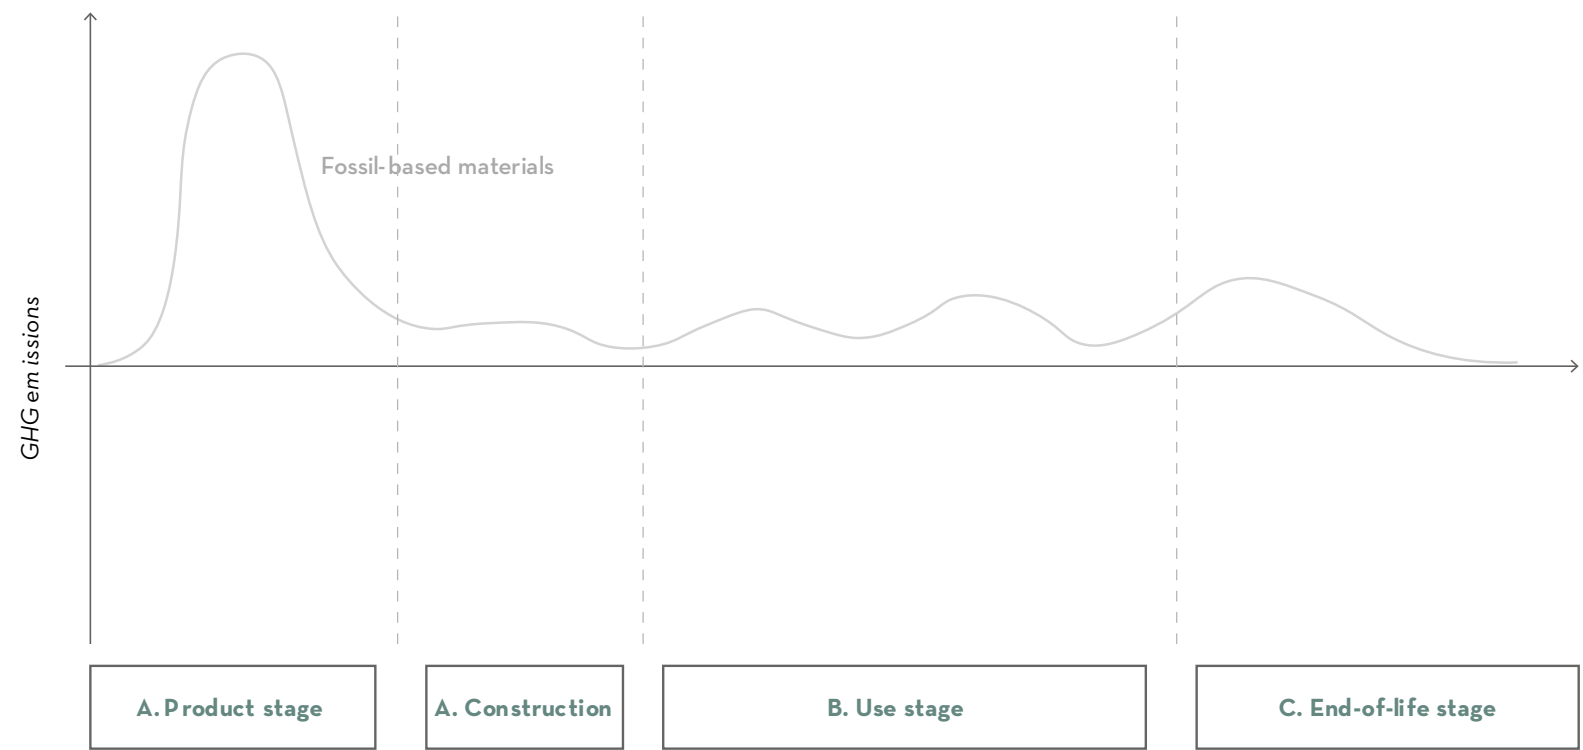 Fossil-based materials
GHG emissions
A. Product stage
A. Construction
B. Use stage
C. End-of-life stage